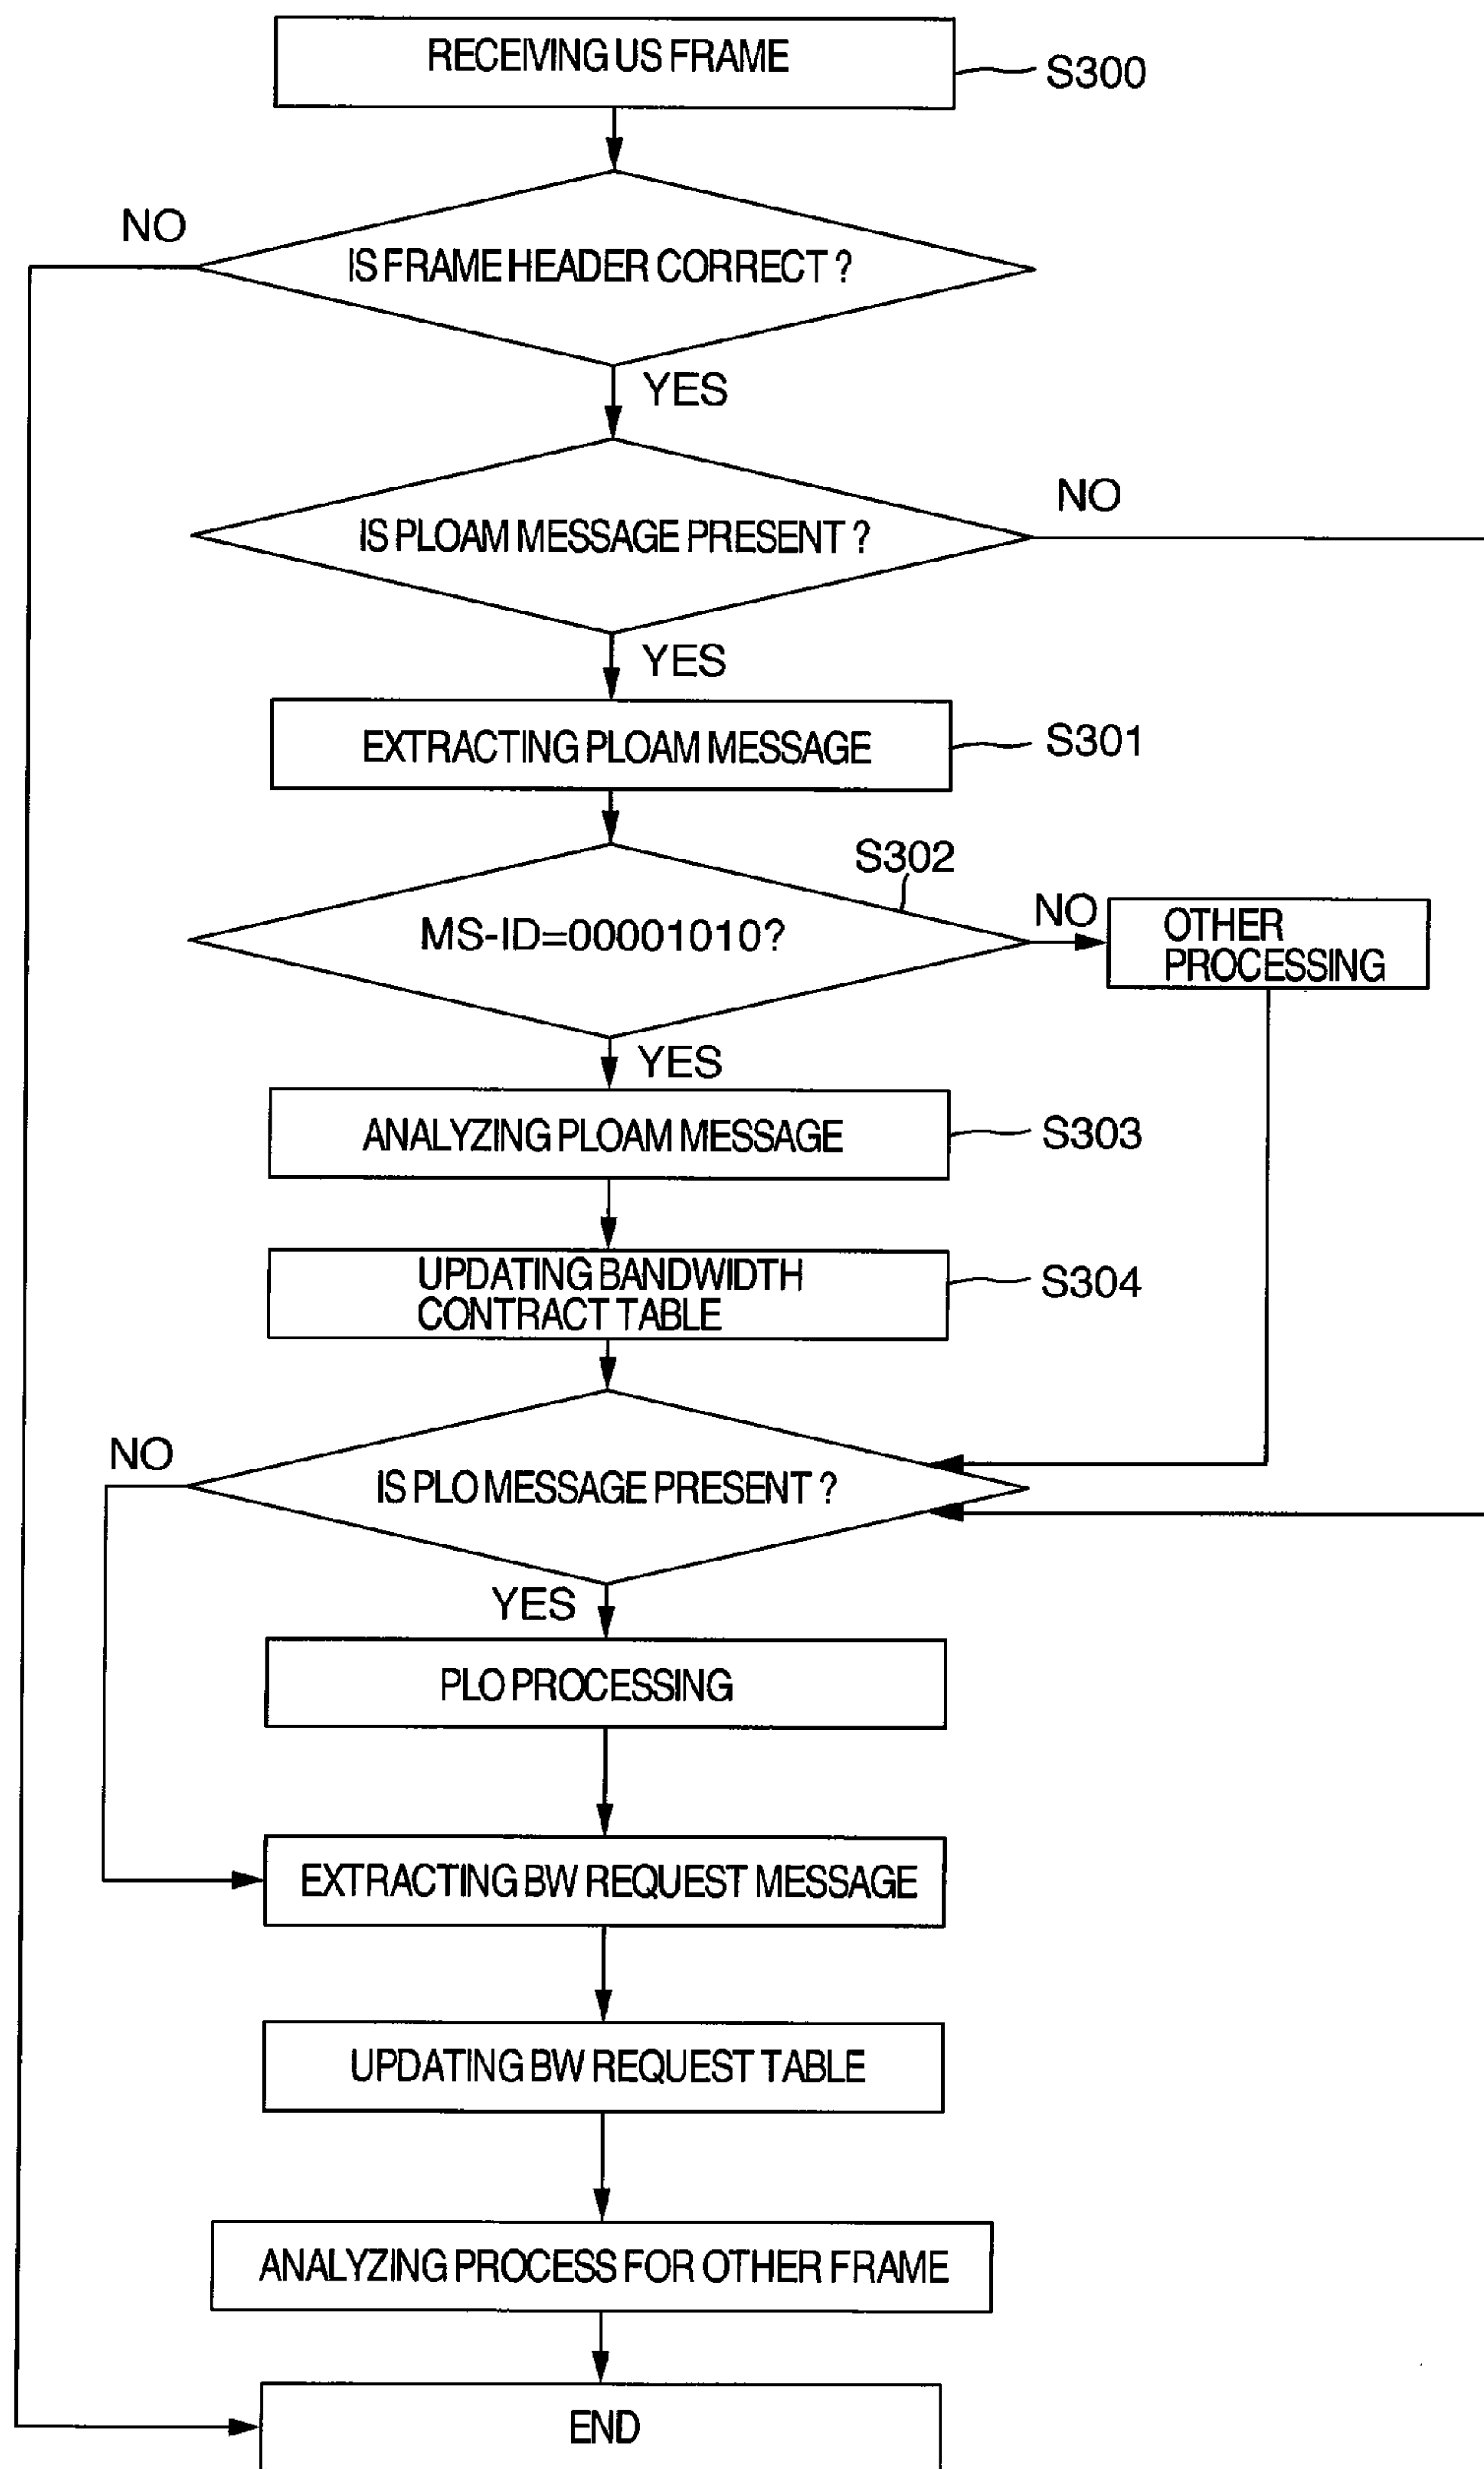 RECEIVING US FRAME
S300
NO
IS FRAME HEADER CORRECT ?
YES
NO
IS PLOAM MESSAGE PRESENT ?
YES
EXTRACTING PLOAM MESSAGE
S301
S302
MS-ID=00001010?
NO
OTHER
PROCESSING
YES
ANALYZING PLOAM MESSAGE
S303
UPDATING BANDWIDTH
CONTRACT TABLE
S304
NO
IS PLO MESSAGE PRESENT ?
YES
PLO PROCESSING
EXTRACTING BW REQUEST MESSAGE
UPDATING BW REQUEST TABLE
ANALYZING PROCESS FOR OTHER FRAME
END